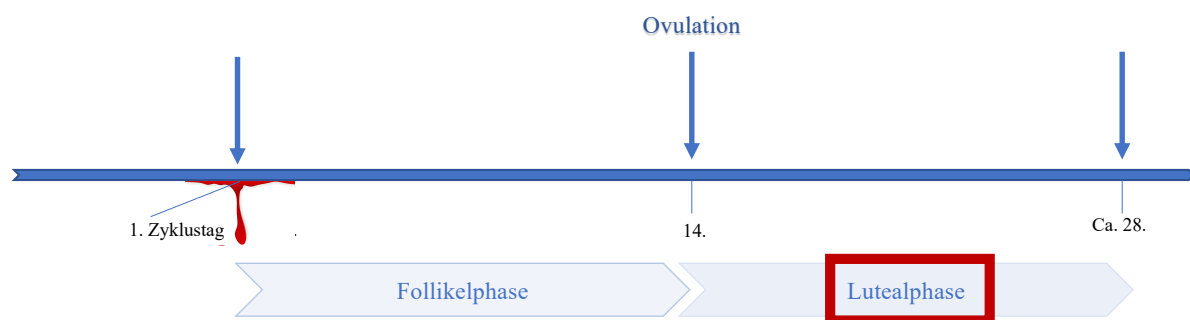 Ovulation
1. Zyklustag
.
14.
Ca. 28.
Follikelphase
Lutealphase